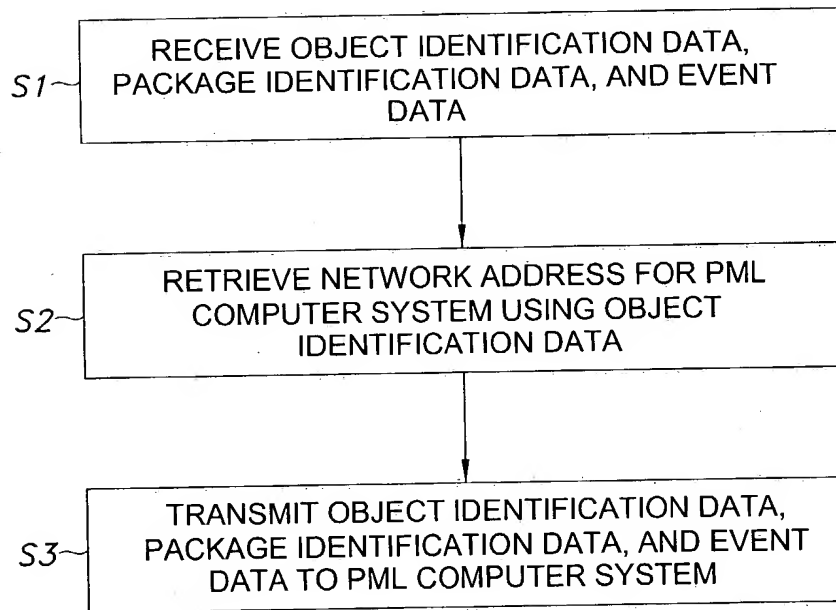 S1
RECEIVE OBJECT IDENTIFICATION DATA,
PACKAGE IDENTIFICATION DATA, AND EVENT
DATA
S2
RETRIEVE NETWORK ADDRESS FOR PML
COMPUTER SYSTEM USING OBJECT
IDENTIFICATION DATA
S3
TRANSMIT OBJECT IDENTIFICATION DATA,
PACKAGE IDENTIFICATION DATA, AND EVENT
DATA TO PML COMPUTER SYSTEM